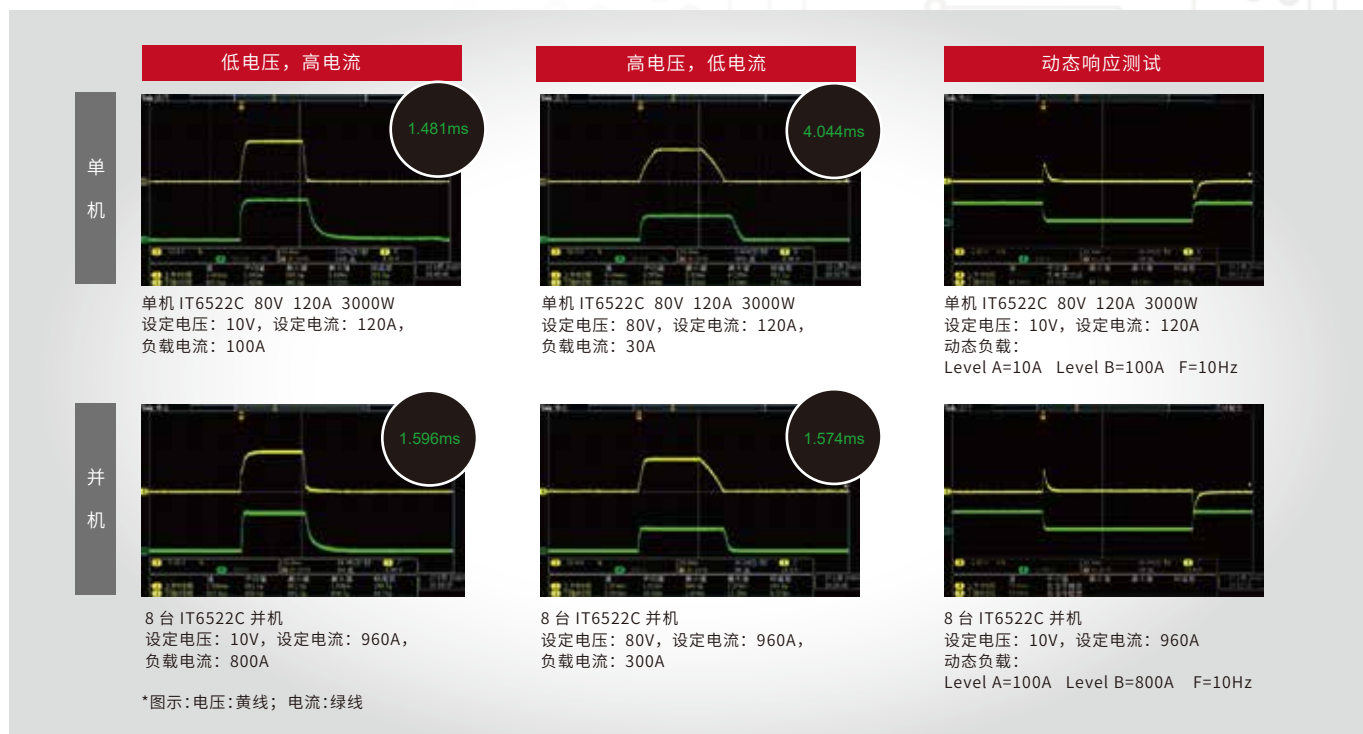 低电压，高电流
高电压，低电流
动态响应测试
单机
1.481ms
4.044ms
单机 IT6522C 80V 120A 3000W
设定电压：10V，设定电流：120A，
负载电流：100A
单机 IT6522C 80V 120A 3000W
设定电压：80V，设定电流：120A，
负载电流：30A
单机 IT6522C 80V 120A 3000W
设定电压：10V，设定电流：120A
动态负载：
Level A=10A Level B=100A F=10Hz
并机
1.596ms
1.574ms
8 台 IT6522C 并机
设定电压：10V，设定电流：960A，
负载电流：800A
8 台 IT6522C 并机
设定电压：80V，设定电流：960A，
负载电流：300A
8 台 IT6522C 并机
设定电压：10V，设定电流：960A
动态负载：
Level A=100A Level B=800A F=10Hz
*图示：电压：黄线；电流：绿线